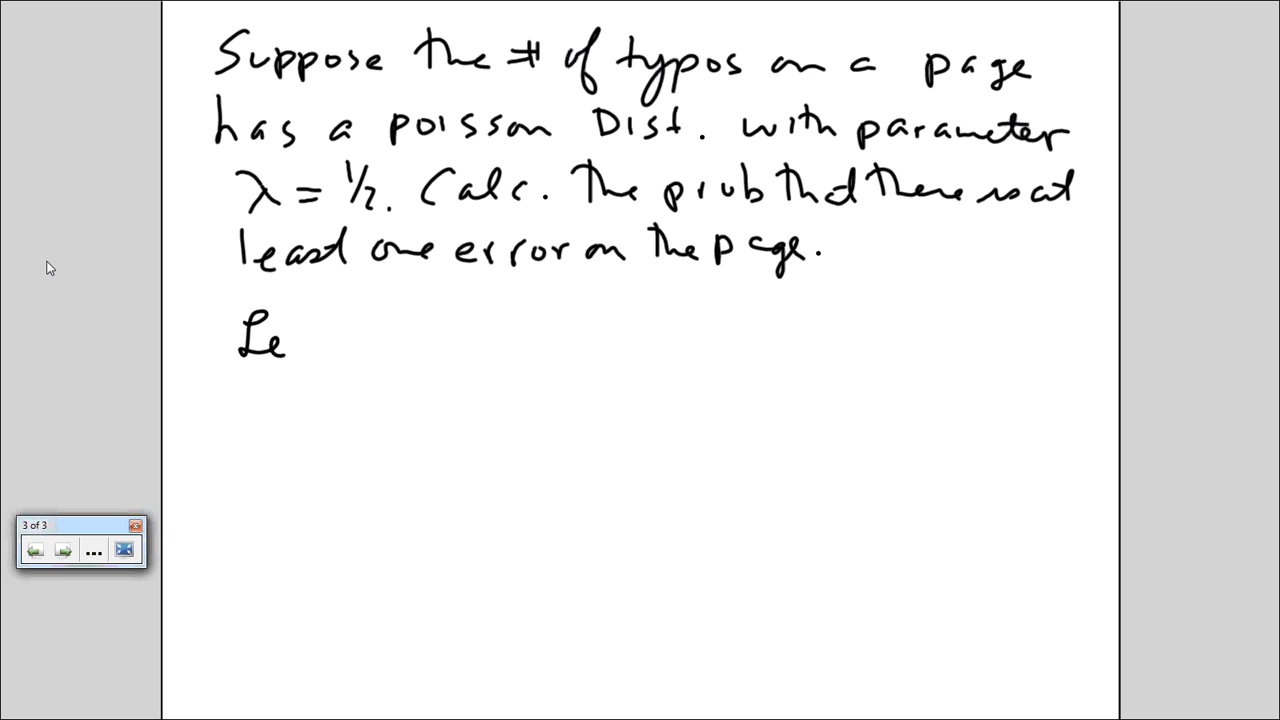 Suppose the # of typos on a page
has a poisson Dist. with parameter
λ = 1/2. Calc. The prob that there is at
least one error on the page.
Le
3 of 3
...